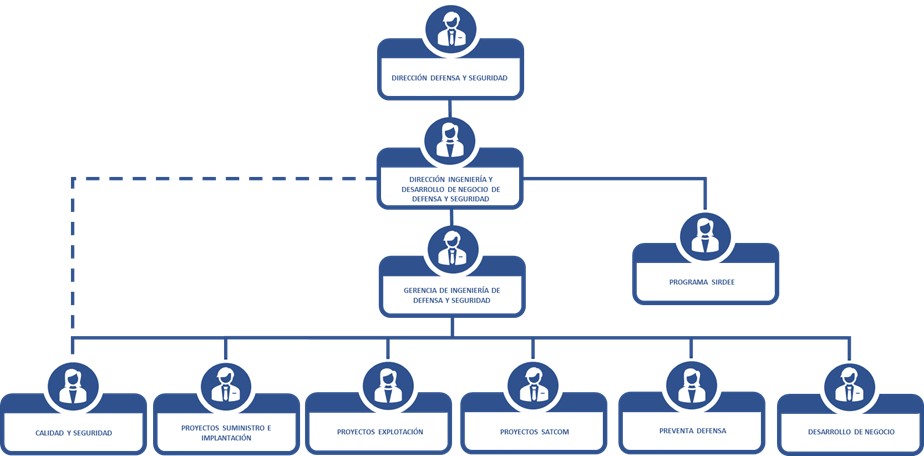 DIRECCIÓN DEFENSA Y SEGURIDAD
DIRECCIÓN INGENIERÍA Y
DESARROLLO DE NEGOCIO DE
DEFENSA Y SEGURIDAD
GERENCIA DE INGENIERÍA DE
DEFENSA Y SEGURIDAD
PROGRAMA SIRDEE
CALIDAD Y SEGURIDAD
PROYECTOS SUMINISTRO E
IMPLANTACIÓN
PROYECTOS EXPLOTACIÓN
PROYECTOS SATCOM
PREVENTA DEFENSA
DESARROLLO DE NEGOCIO